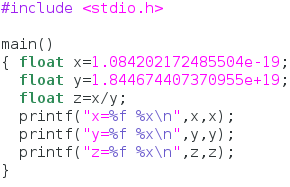 #include <stdio.h>
main()
{ float x=1.084202172485504e-19;
float y=1.844674407370955e+19;
float z=x/y;
printf("x=%f %x\n",x,x);
printf("y=%f %x\n",y,y);
printf("z=%f %x\n",z,z);
}